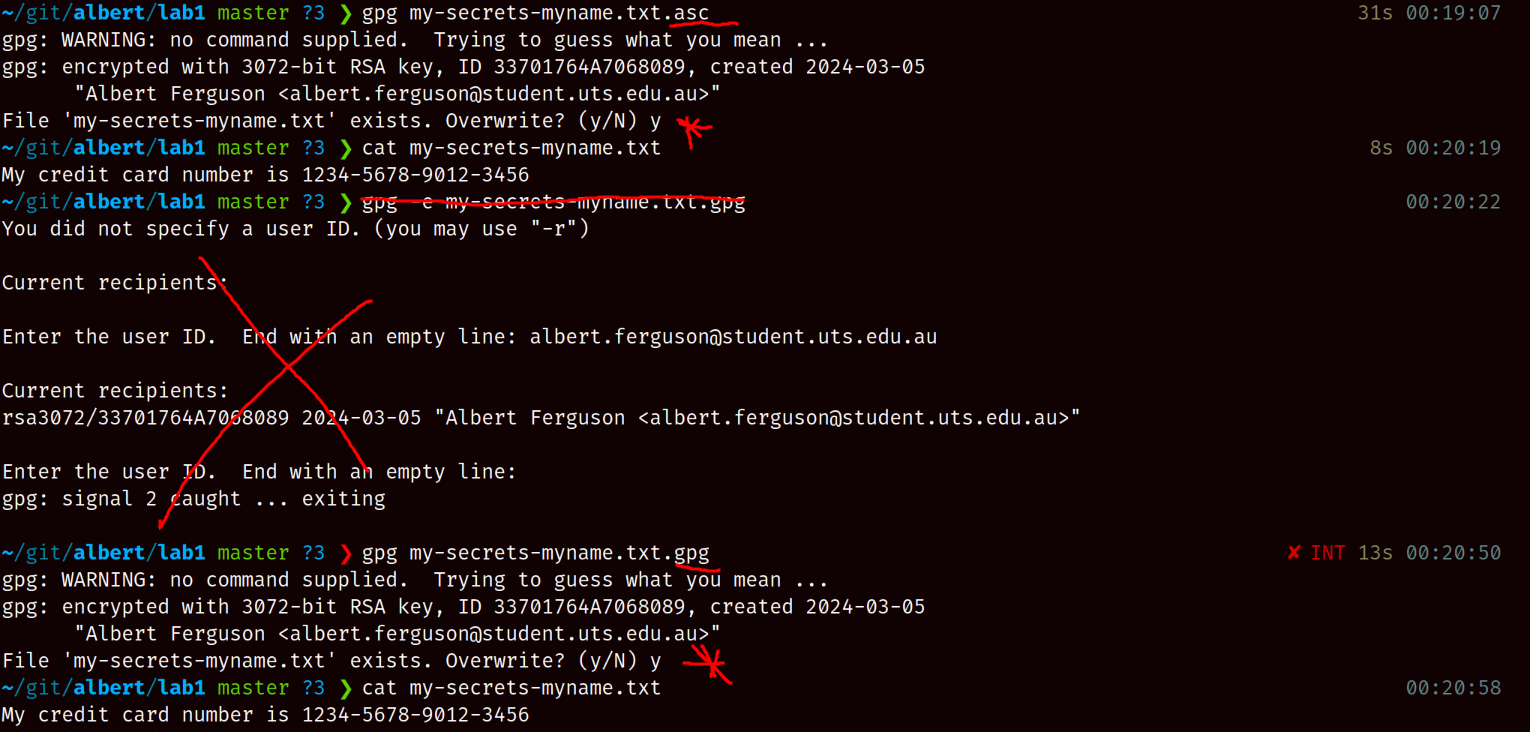 ~/git/albert/lab1 master ?3 ❯ gpg my-secrets-myname.txt.asc 31s 00:19:07
gpg: WARNING: no command supplied.  Trying to guess what you mean ...
gpg: encrypted with 3072-bit RSA key, ID 33701764A7068089, created 2024-03-05
"Albert Ferguson <albert.ferguson@student.uts.edu.au>"
File 'my-secrets-myname.txt' exists. Overwrite? (y/N) y
~/git/albert/lab1 master ?3 ❯ cat my-secrets-myname.txt 8s 00:20:19
My credit card number is 1234-5678-9012-3456
~/git/albert/lab1 master ?3 ❯ gpg -e my-secrets-myname.txt.gpg 00:20:22
You did not specify a user ID. (you may use "-r")
Current recipients:
Enter the user ID.  End with an empty line: albert.ferguson@student.uts.edu.au
Current recipients:
rsa3072/33701764A7068089 2024-03-05 "Albert Ferguson <albert.ferguson@student.uts.edu.au>"
Enter the user ID.  End with an empty line:
gpg: signal 2 caught ... exiting
~/git/albert/lab1 master ?3 ❯ gpg my-secrets-myname.txt.gpg ✘ INT 13s 00:20:50
gpg: WARNING: no command supplied.  Trying to guess what you mean ...
gpg: encrypted with 3072-bit RSA key, ID 33701764A7068089, created 2024-03-05
"Albert Ferguson <albert.ferguson@student.uts.edu.au>"
File 'my-secrets-myname.txt' exists. Overwrite? (y/N) y
~/git/albert/lab1 master ?3 ❯ cat my-secrets-myname.txt 00:20:58
My credit card number is 1234-5678-9012-3456